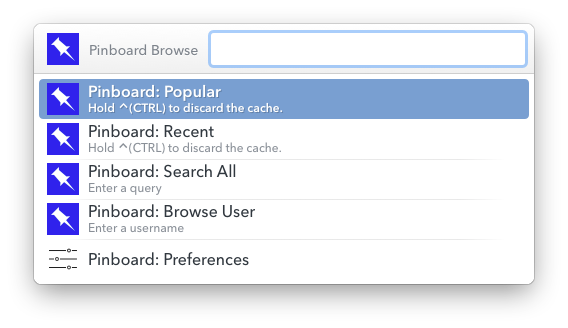 Pinboard Browse
Pinboard: Popular
Hold ^(CTRL) to discard the cache.
Pinboard: Recent
Hold ^(CTRL) to discard the cache.
Pinboard: Search All
Enter a query
Pinboard: Browse User
Enter a username
Pinboard: Preferences